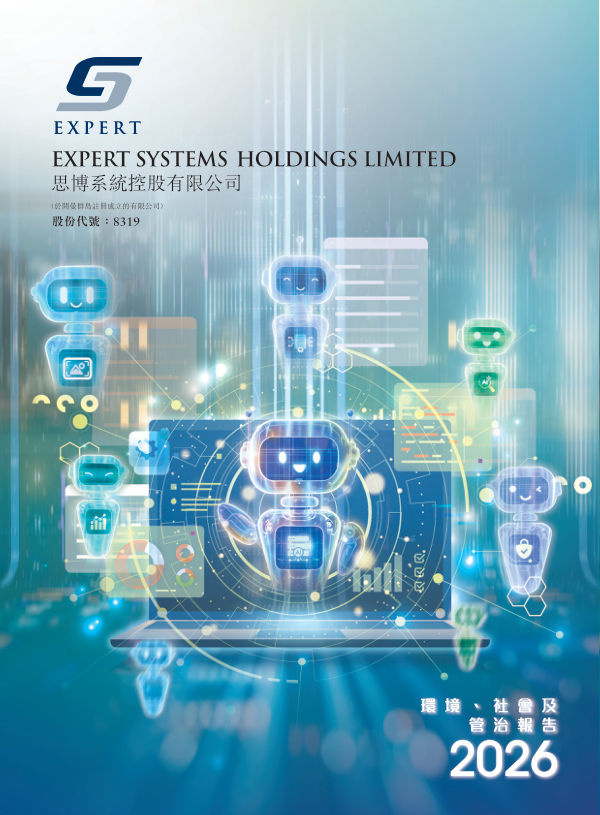 EXPERT
EXPERT SYSTEMS HOLDINGS LIMITED
思博系統控股有限公司
(於開曼群島註冊成立的有限公司)
股份代號：8319
AI
AI
環境、社會及
管治報告
2026